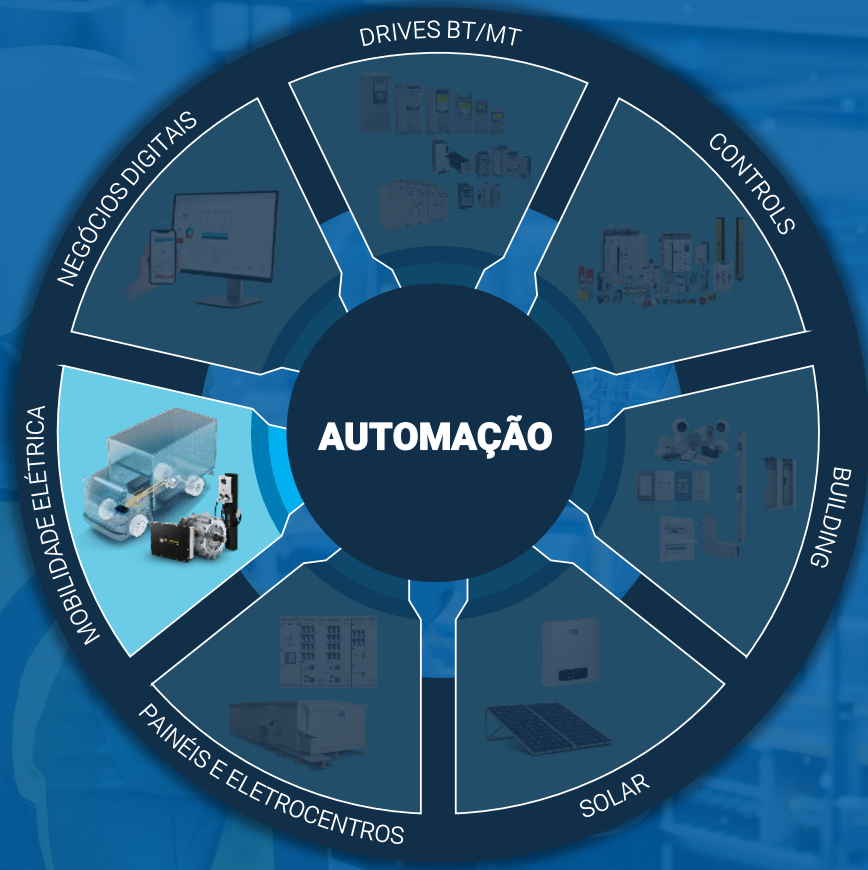 DRIVES BT/MT
CONTROLS
BUILDING
SOLAR
PAINÉIS E ELETROCENTROS
MOBILIDADE ELÉTRICA
NEGÓCIOS DIGITAIS
AUTOMAÇÃO